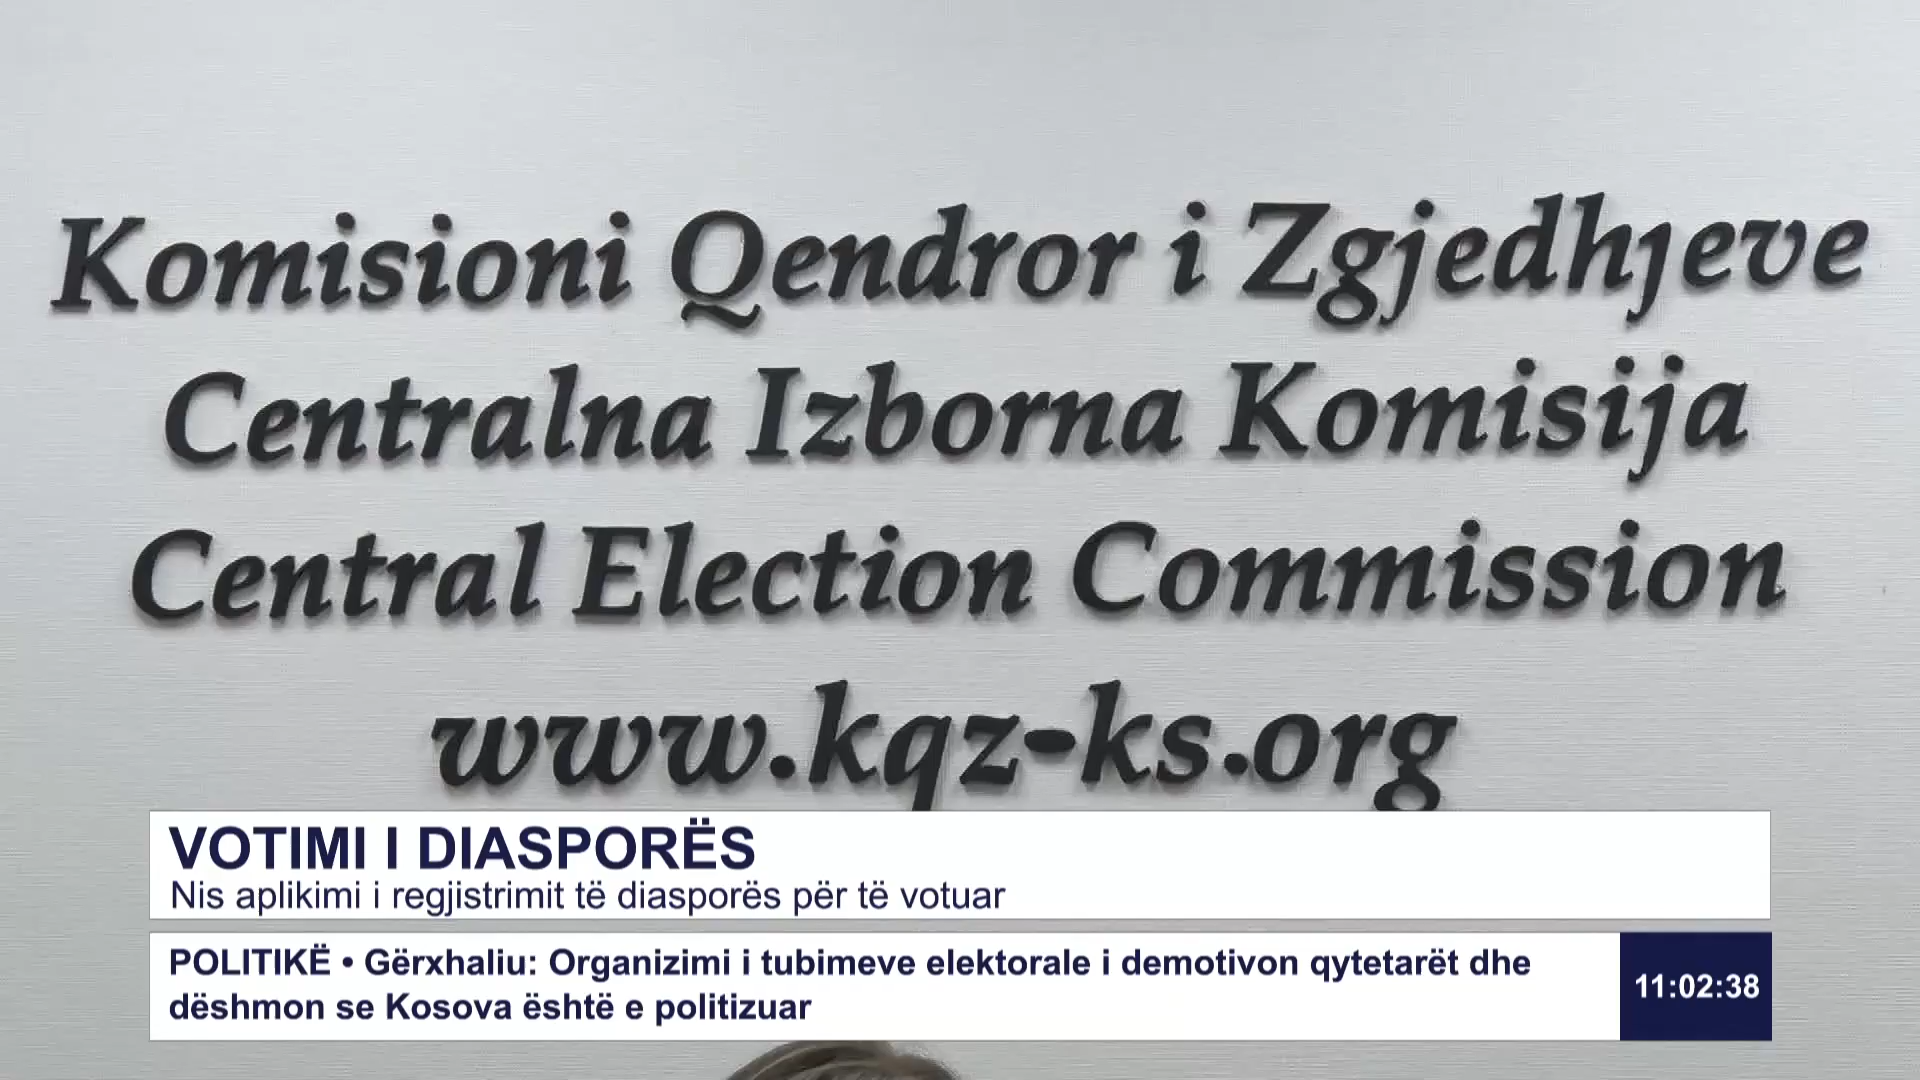 Komisioni Qendror i Zgjedhjeve
Centralna Izborna Komisija
Central Election Commission
www.kqz-ks.org
VOTIMI I DIASPORËS
Nis aplikimi i regjistrimit të diasporës për të votuar
POLITIKË • Gërxhaliu: Organizimi i tubimeve elektorale i demotivon qytetarët dhe
dëshmon se Kosova është e politizuar
11:02:38